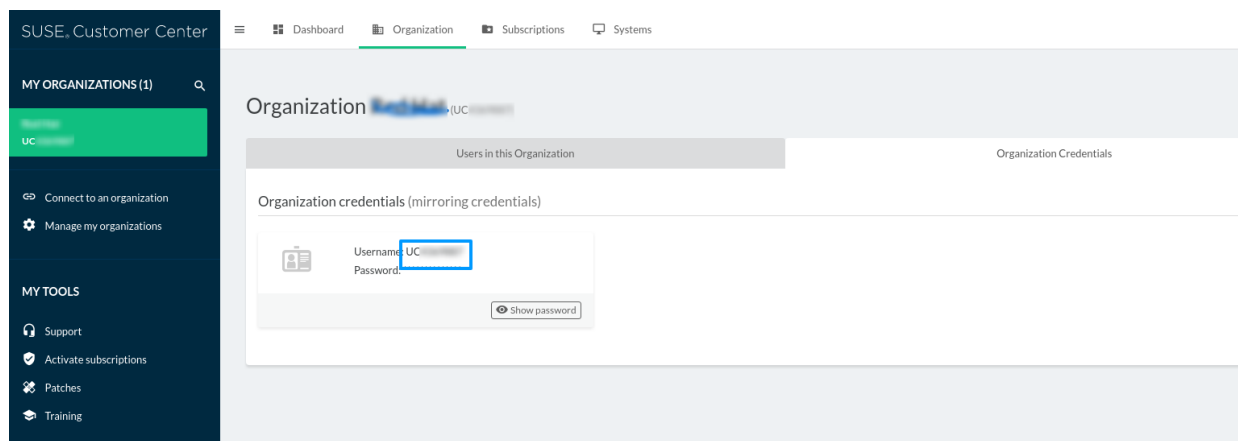 SUSE® Customer Center
Dashboard
Organization
Subscriptions
Systems
MY ORGANIZATIONS (1)
UC
Connect to an organization
Manage my organizations
MY TOOLS
Support
Activate subscriptions
Patches
Training
Organization (UC
Users in this Organization
Organization Credentials
Organization credentials (mirroring credentials)
Username: UC
Password:
Show password